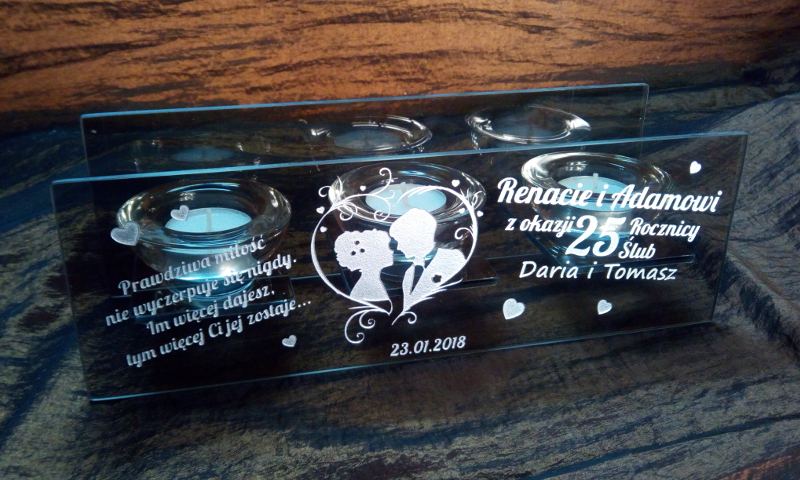 Prawdziwa miłość
nie wyczerpuje się nigdy.
Im więcej dajesz,
tym więcej Ci jej zostaje...
23.01.2018
Renacie i Adamowi
z okazji 25 Rocznicy
Ślub
Daria i Tomasz